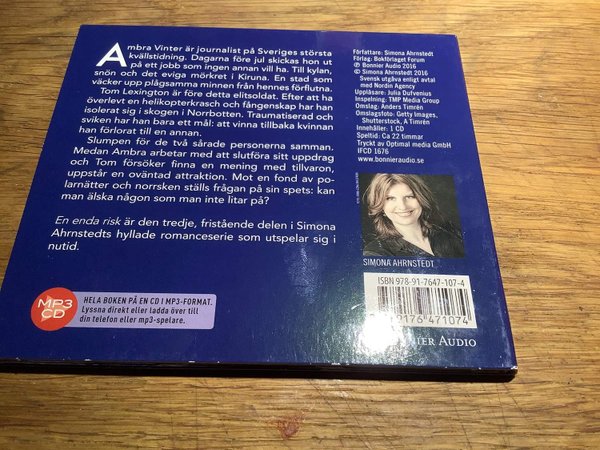 Ambra Vinter är journalist på Sveriges största
kvällstidning. Dagarna före jul skickas hon ut
på ett jobb som ingen annan vill ha. Till kylan,
snön och det eviga mörkret i Kiruna. En stad som
väcker upp plågsamma minnen från hennes förflutna.
Tom Lexington är före detta elitsoldat. Efter att ha
överlevt en helikopterkrasch och fångenskap har han
isolerat sig i skogen i Norrbotten. Traumatiserad och
sviken har han bara ett mål: att vinna tillbaka kvinnan
han förlorat till en annan.
Slumpen för de två sårade personerna samman.
Medan Ambra arbetar med att slutföra sitt uppdrag
och Tom försöker finna en mening med tillvaron,
uppstår en oväntad attraktion. Mot en fond av po-
larnätter och norrsken ställs frågan på sin spets: kan
man älska någon som man inte litar på?
En enda risk är den tredje, fristående delen i Simona
Ahrnstedts hyllade romanceserie som utspelar sig i
nutid.
MP3
CD
HELA BOKEN PÅ EN CD I MP3-FORMAT.
Lyssna direkt eller ladda över till
din telefon eller mp3-spelare.
Författare: Simona Ahrnstedt
Förlag: Bokförlaget Forum
℗ Bonnier Audio 2016
© Simona Ahrnstedt 2016
Svensk utgåva enligt avtal
med Nordin Agency
Uppläsare: Julia Dufvenius
Inspelning: TMP Media Group
Omslag: Anders Timrén
Omslagsfoto: Getty Images,
Shutterstock, A Timrén
Innehåller: 1 CD
Speltid: Ca 22 timmar
Tryckt av Optimal media GmbH
IFCD 1676
www.bonnieraudio.se
SIMONA AHRNSTEDT
ISBN 978-91-7647-107-4
176 471074
Bonnier Audio